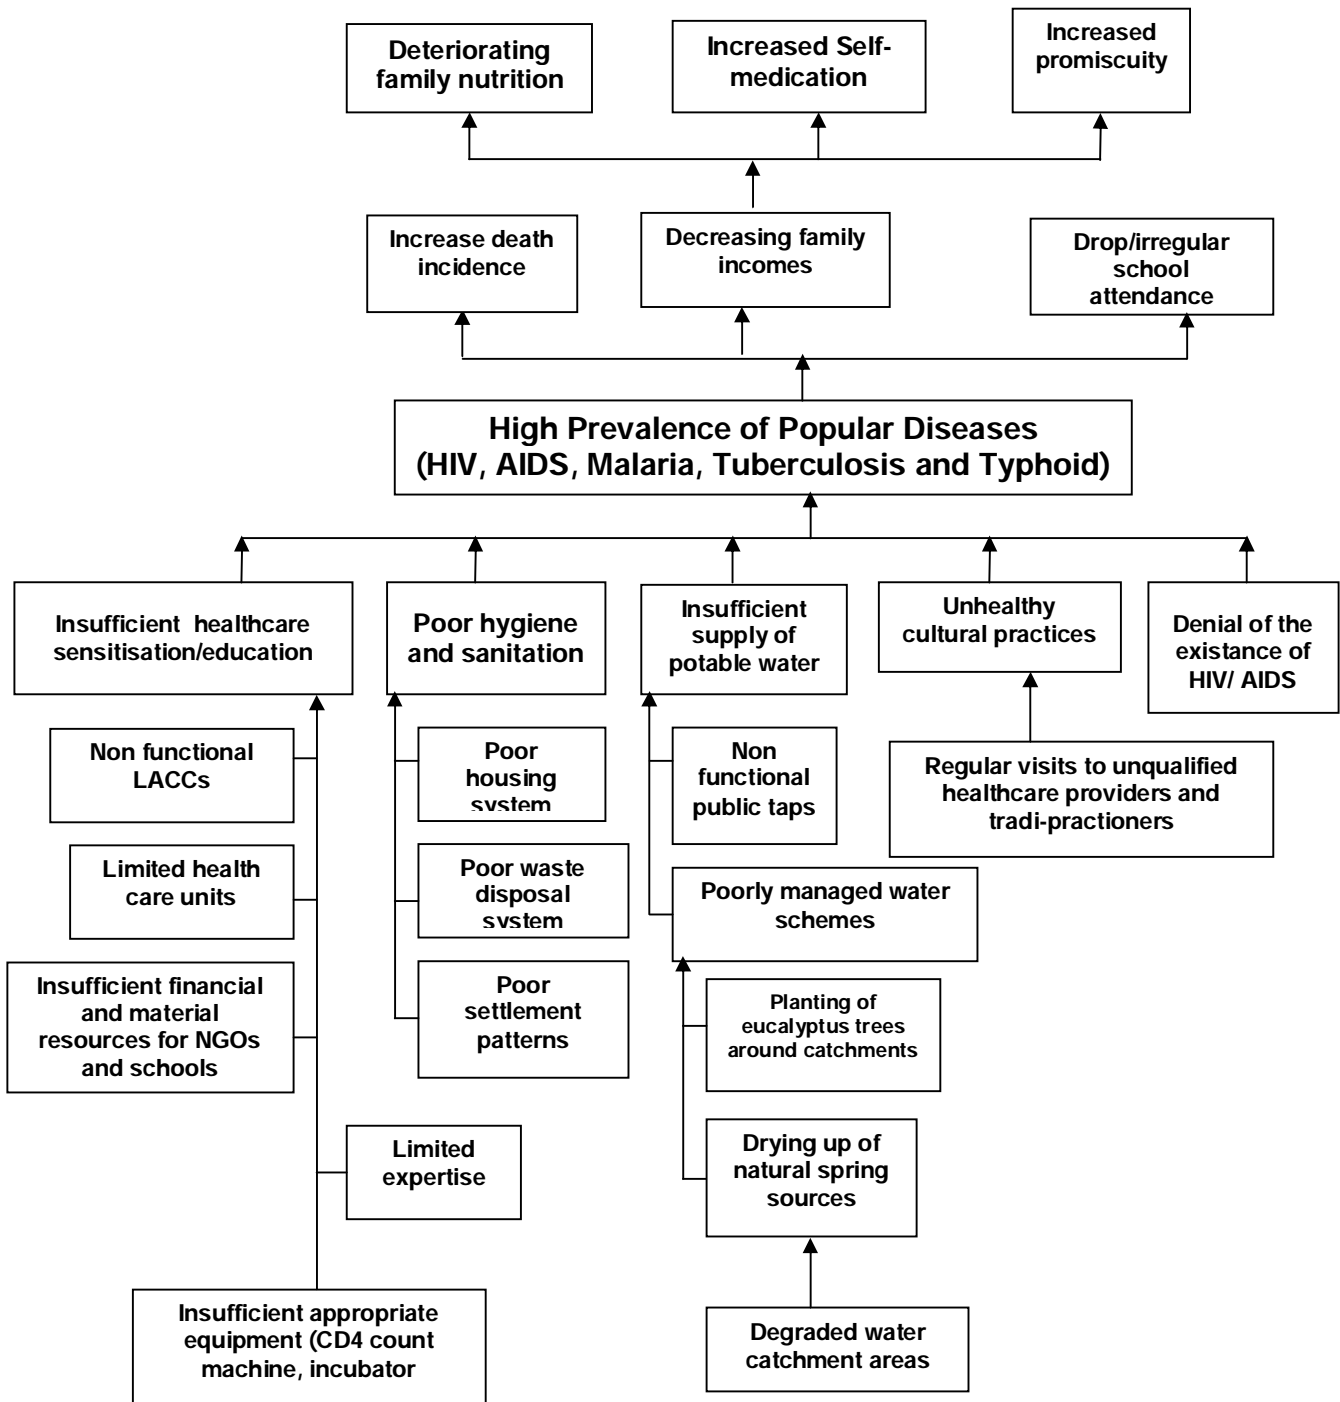 Deteriorating
family nutrition
Increased Self-
medication
Increased
promiscuity
Increase death
incidence
Decreasing family
incomes
Drop/irregular
school
attendance
High Prevalence of Popular Diseases
(HIV, AIDS, Malaria, Tuberculosis and Typhoid)
Insufficient healthcare
sensitisation/education
Poor hygiene
and sanitation
Insufficient
supply of
potable water
Unhealthy
cultural practices
Denial of the
existance of
HIV/ AIDS
Non functional
LACCs
Poor
housing
system
Non
functional
public taps
Regular visits to unqualified
healthcare providers and
tradi-practioners
Limited health
care units
Poor waste
disposal
system
Poorly managed water
schemes
Insufficient financial
and material
resources for NGOs
and schools
Poor
settlement
patterns
Planting of
eucalyptus trees
around catchments
Limited
expertise
Drying up of
natural spring
sources
Insufficient appropriate
equipment (CD4 count
machine, incubator
Degraded water
catchment areas